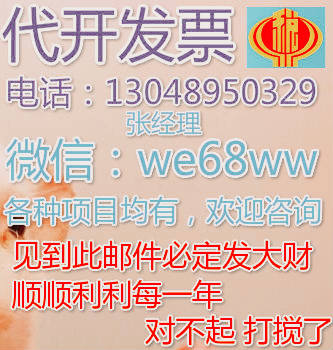 代开发票
税
电话：13048950329
张经理
微信：we68ww
各种项目均有，欢迎咨询
见到此邮件必定发大财
顺顺利利每一年
对不起 打搅了